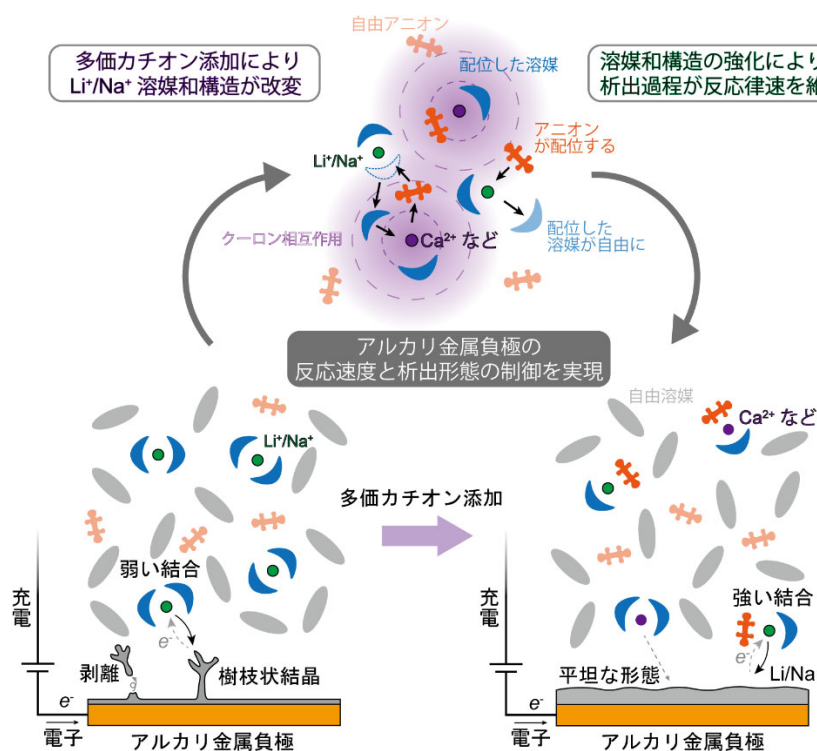 自由アニオン
多価カチオン添加により
Li⁺/Na⁺ 溶媒和構造が改変
溶媒和構造の強化により
析出過程が反応律速を維
配位した溶媒
アニオン
が配位する
Li⁺/Na⁺
クーロン相互作用
Ca²⁺ など
配位した
溶媒が自由に
アルカリ金属負極の
反応速度と析出形態の制御を実現
自由溶媒
Li⁺/Na⁺
Ca²⁺ など
多価カチオン添加
弱い結合
強い結合
充電
e⁻
剥離
樹枝状結晶
e⁻
電子
アルカリ金属負極
充電
e⁻
平坦な形態
Li/Na
e⁻
電子
アルカリ金属負極